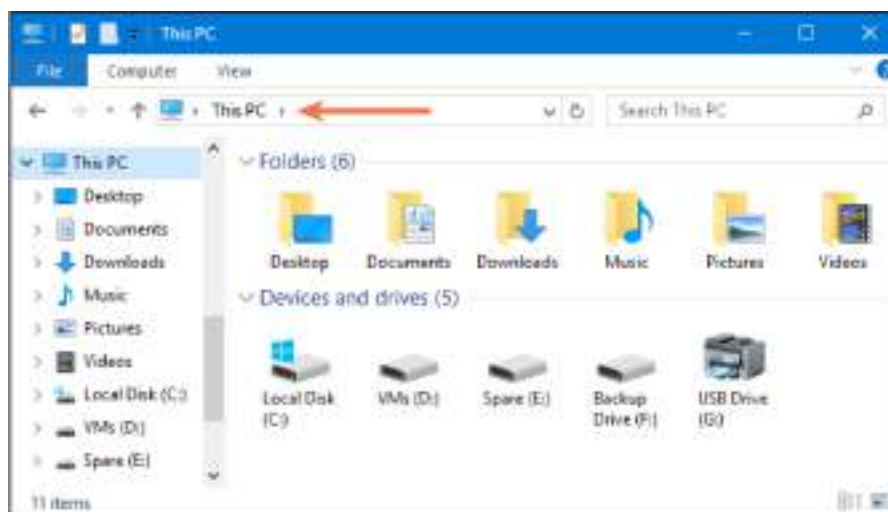 This PC
File Computer View
This PC
Search This PC
This PC
Desktop
Documents
Downloads
Music
Pictures
Videos
Local Disk (C:)
VMs (D:)
Spare (E:)
Folders (6)
Desktop Documents Downloads Music Pictures Videos
Devices and drives (5)
Local Disk (C:)
VMs (D:)
Spare (E:)
Backup Drive (F:)
USB Drive (G:)
11 items